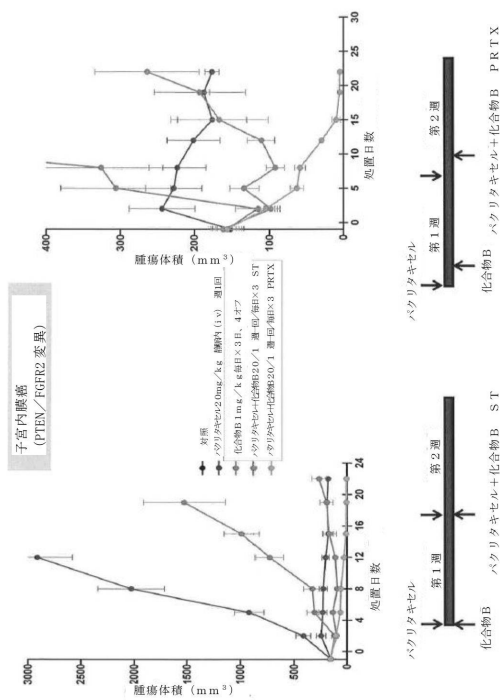 子宮内膜癌
(PTEN/FGFR2変異)
腫瘍体積(mm³)
3000
2500
2000
1500
1000
500
0
0
4
8
12
16
20
24
処置日数
対照
パクリタキセル20mg/kg 静脈内(iv) 週1回
化合物B1mg/kg毎日×3日、4オフ
パクリタキセル+化合物B20/1 週一回/毎日×3 ST
パクリタキセル+化合物B20/1 週一回/毎日×3 PRTX
腫瘍体積(mm³)
400
300
200
100
0
0
5
10
15
20
25
30
処置日数
パクリタキセル
第1週
第2週
化合物B
パクリタキセル+化合物B ST
パクリタキセル
第1週
第2週
化合物B
パクリタキセル+化合物B PRTX